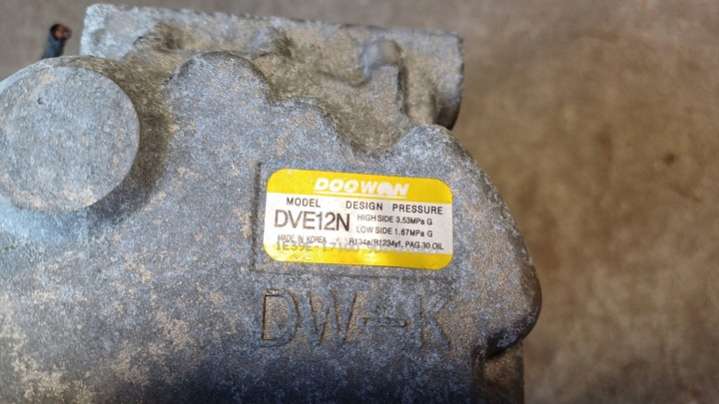 DOOWON
MODEL DESIGN PRESSURE
DVE12N HIGH SIDE 3.53MPa G
LOW SIDE 1.67MPa G
MADE IN KOREA R134a/R1234yf, PAG 30 OIL
DW-K